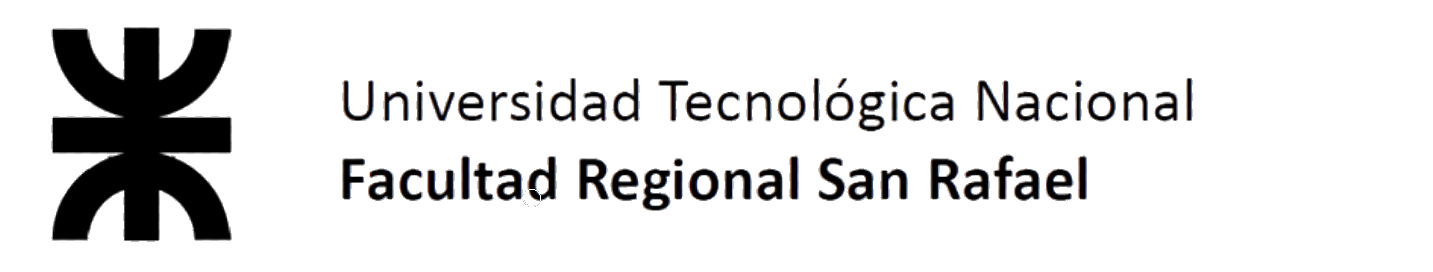 Universidad Tecnológica Nacional
Facultad Regional San Rafael